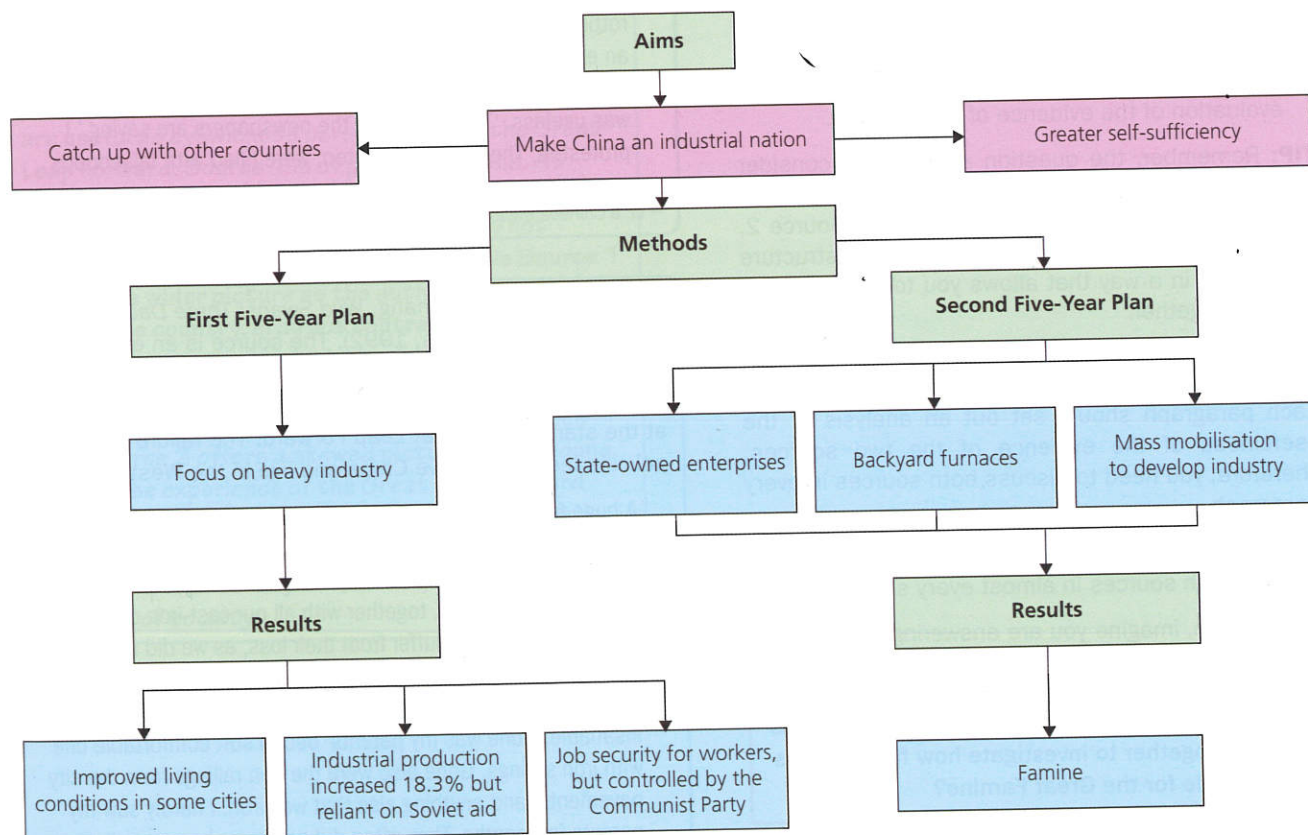 Aims
Catch up with other countries
Make China an industrial nation
Greater self-sufficiency
Methods
First Five-Year Plan
Second Five-Year Plan
Focus on heavy industry
State-owned enterprises
Backyard furnaces
Mass mobilisation
to develop industry
Results
Results
Improved living
conditions in some cities
Industrial production
increased 18.3% but
reliant on Soviet aid
Job security for workers,
but controlled by the
Communist Party
Famine